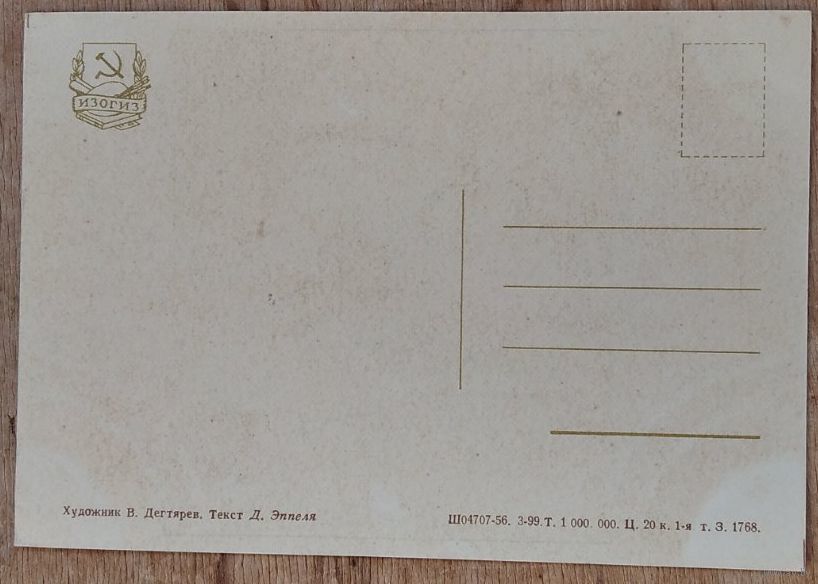 ИЗОГИЗ
Художник В. Дегтярев. Текст Д. Эппеля
Ш04707-56. 3-99. Т. 1 000 000. Ц. 20 к. 1-я т. З. 1768.